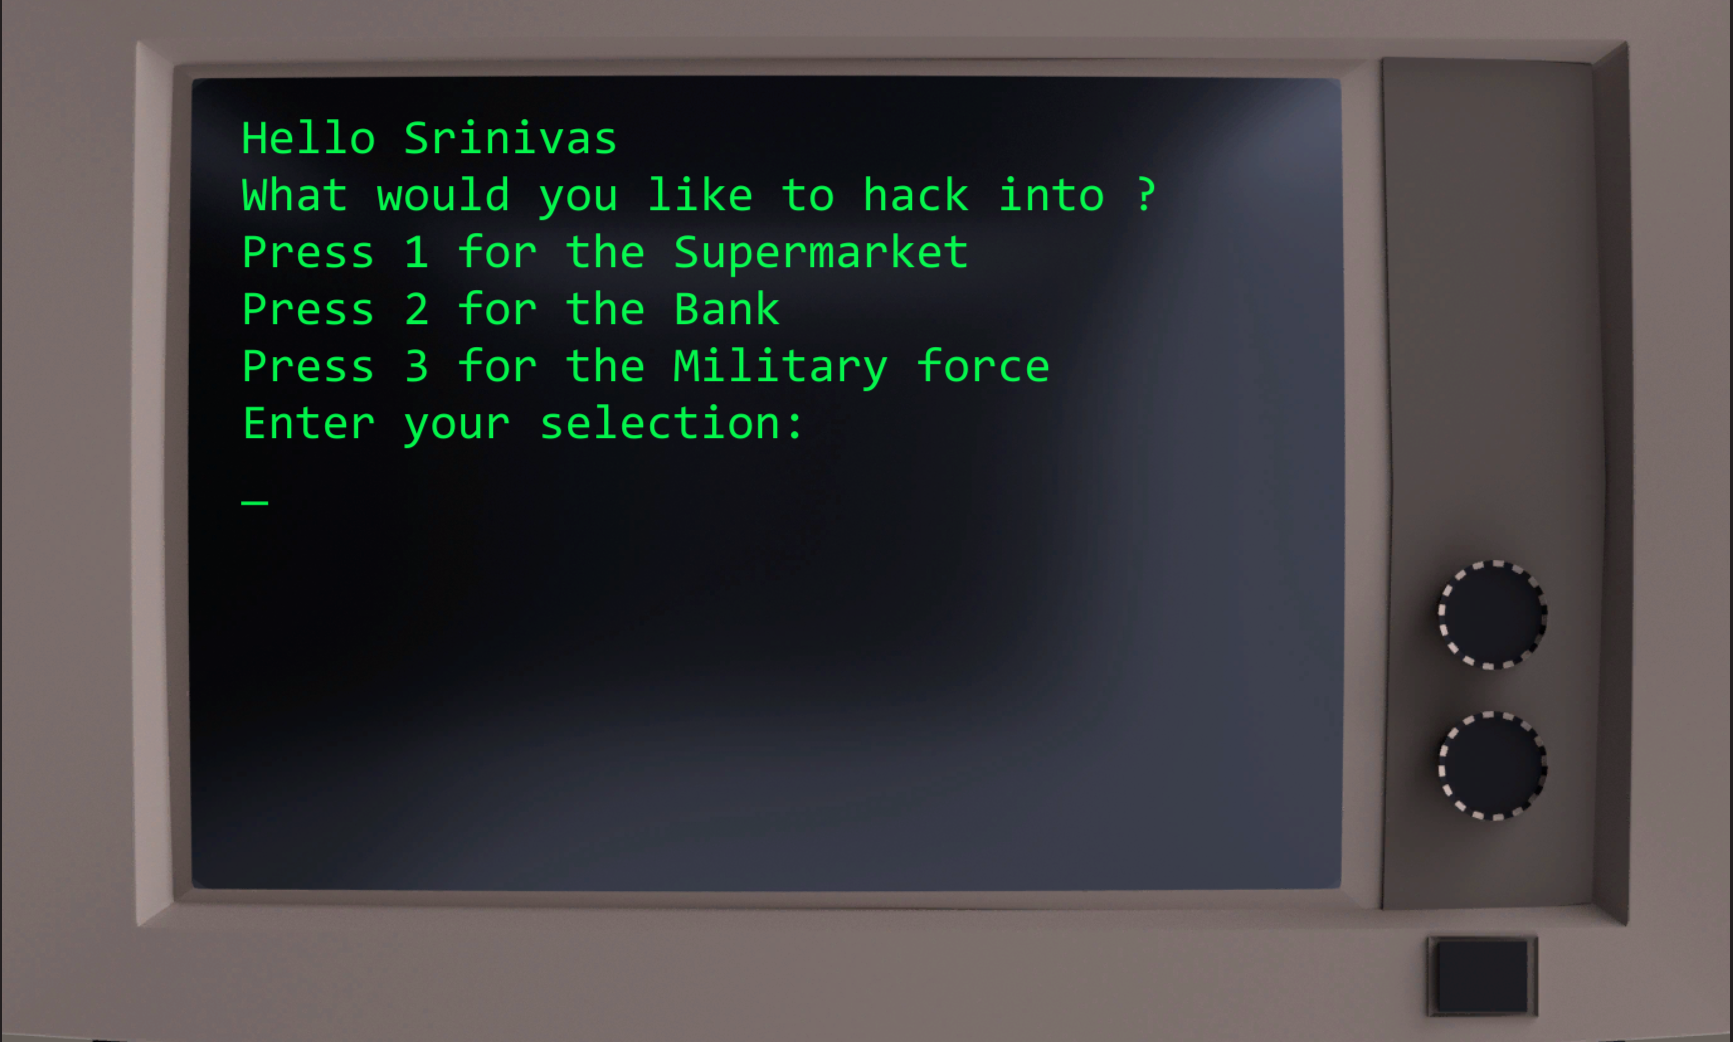 Hello Srinivas
What would you like to hack into ?
Press 1 for the Supermarket
Press 2 for the Bank
Press 3 for the Military force
Enter your selection:
_